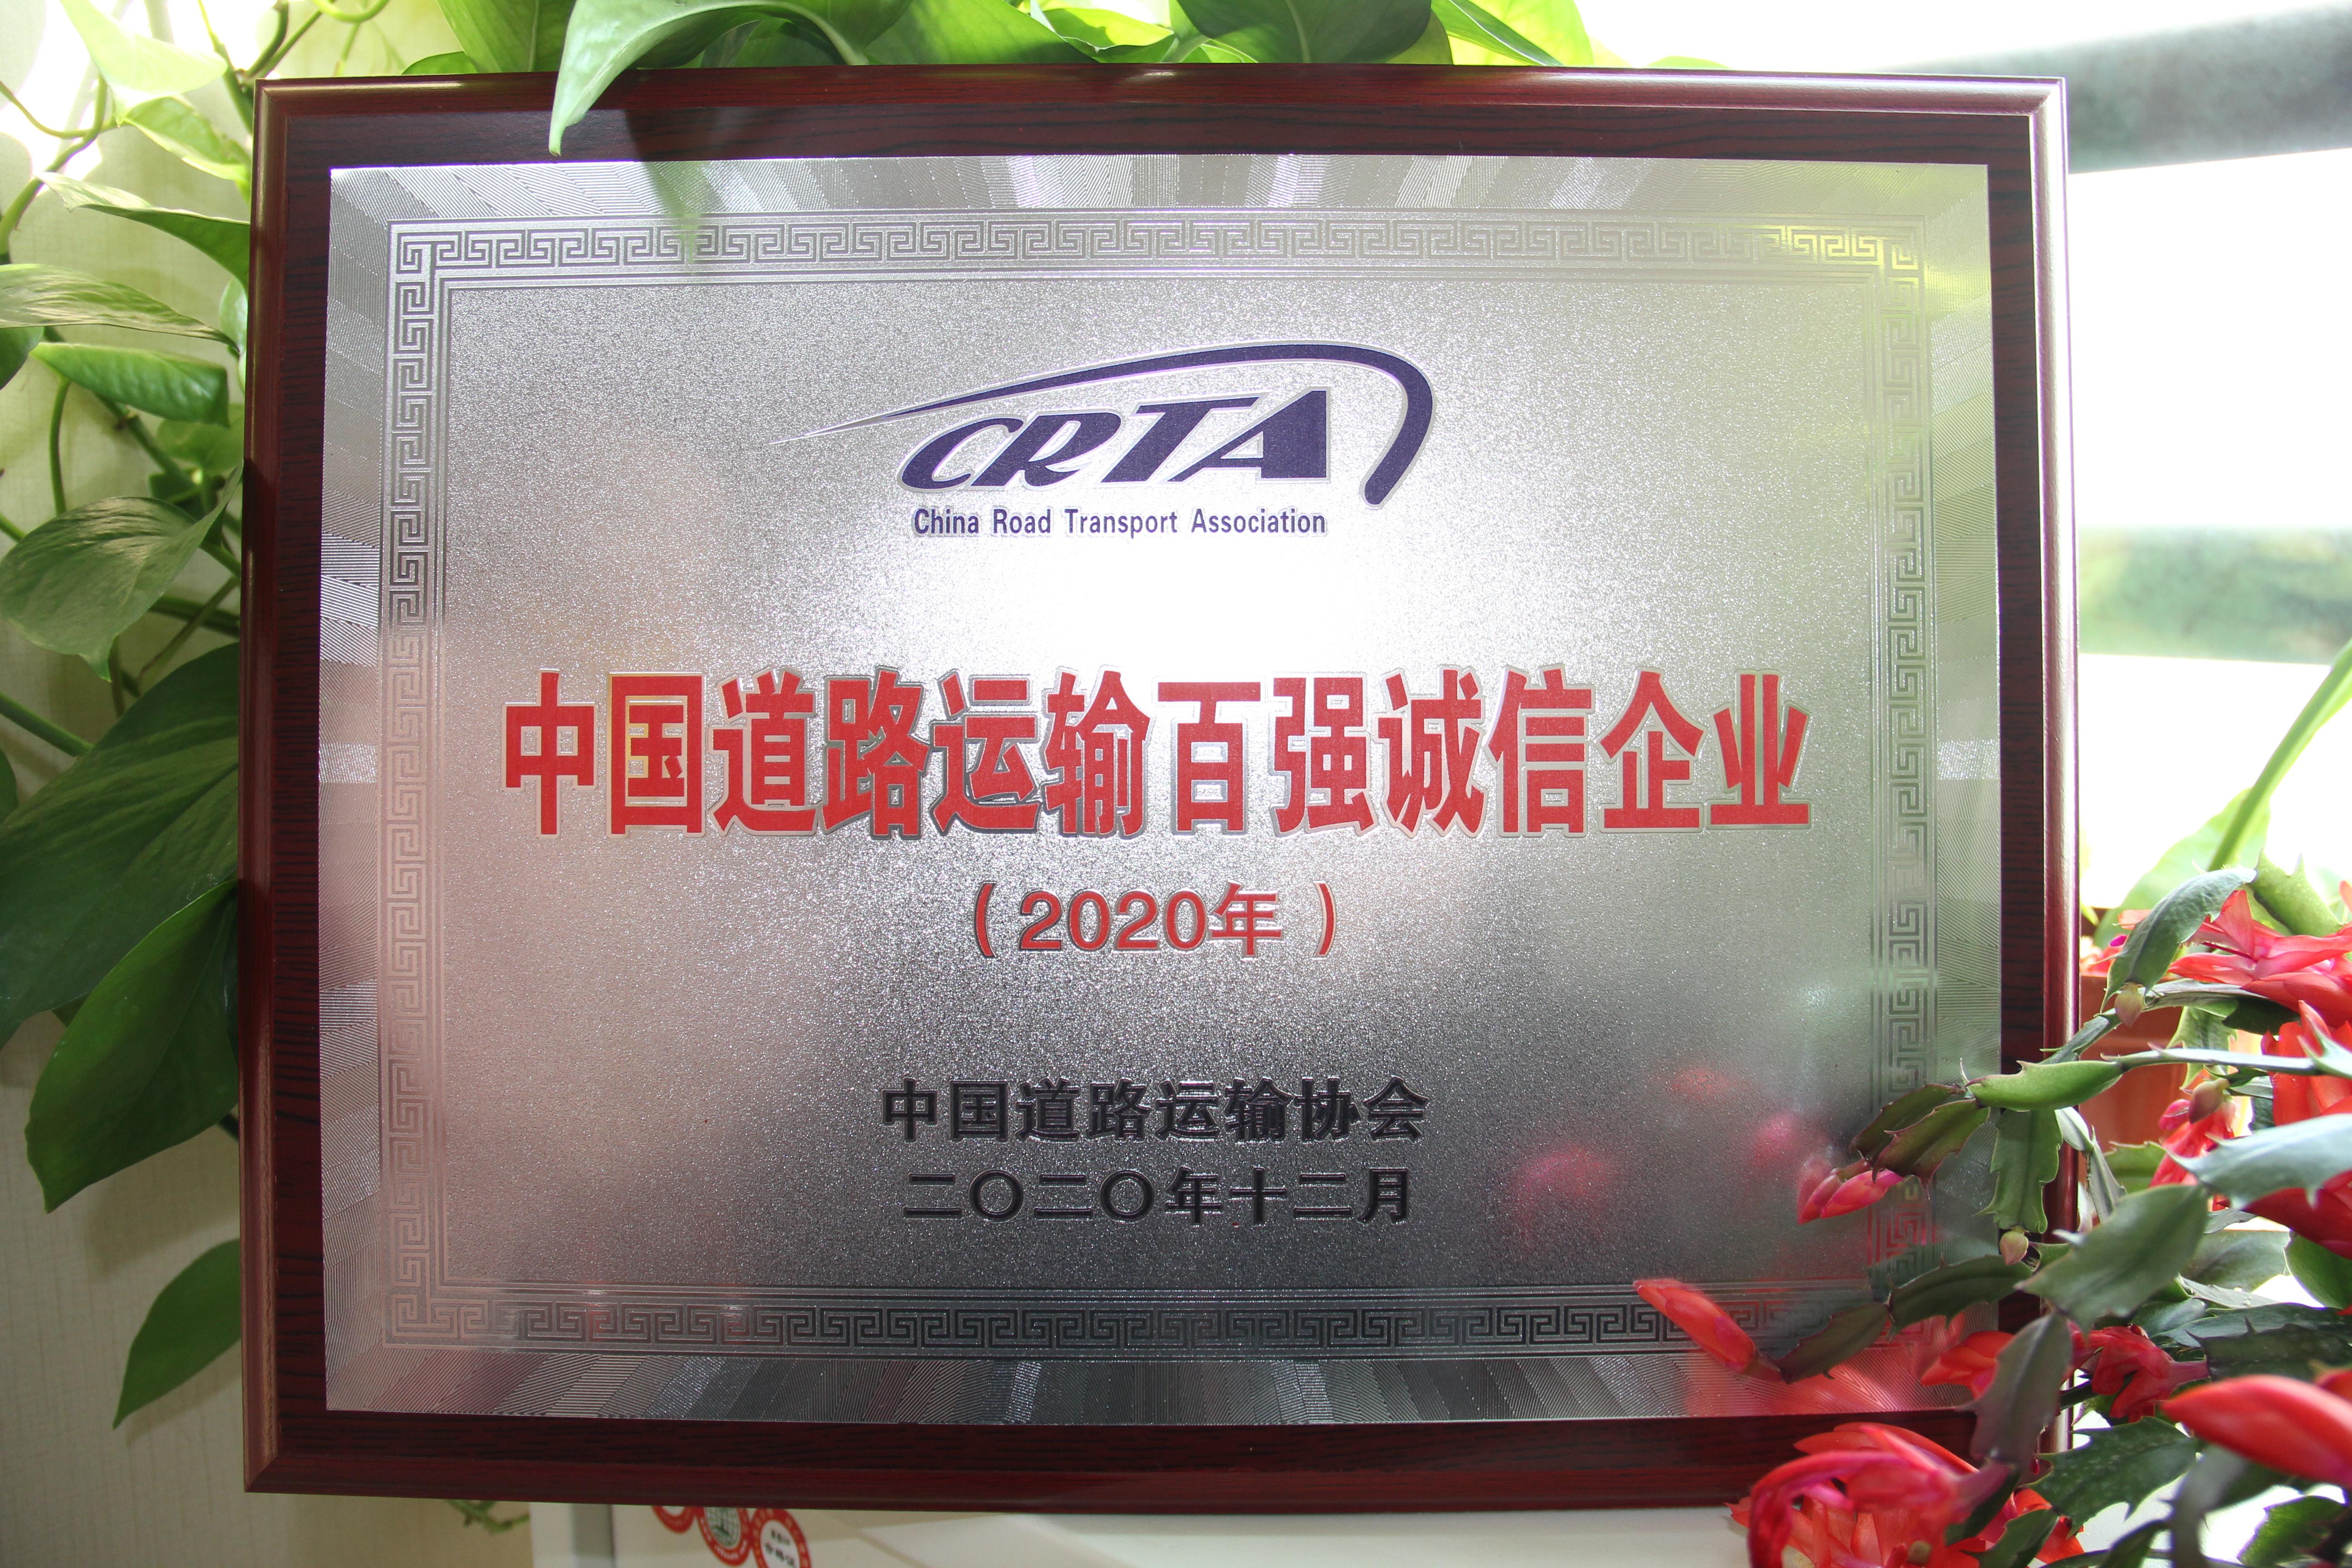 CRTA
China Road Transport Association
中国道路运输百强诚信企业
（2020年）
中国道路运输协会
二〇二〇年十二月